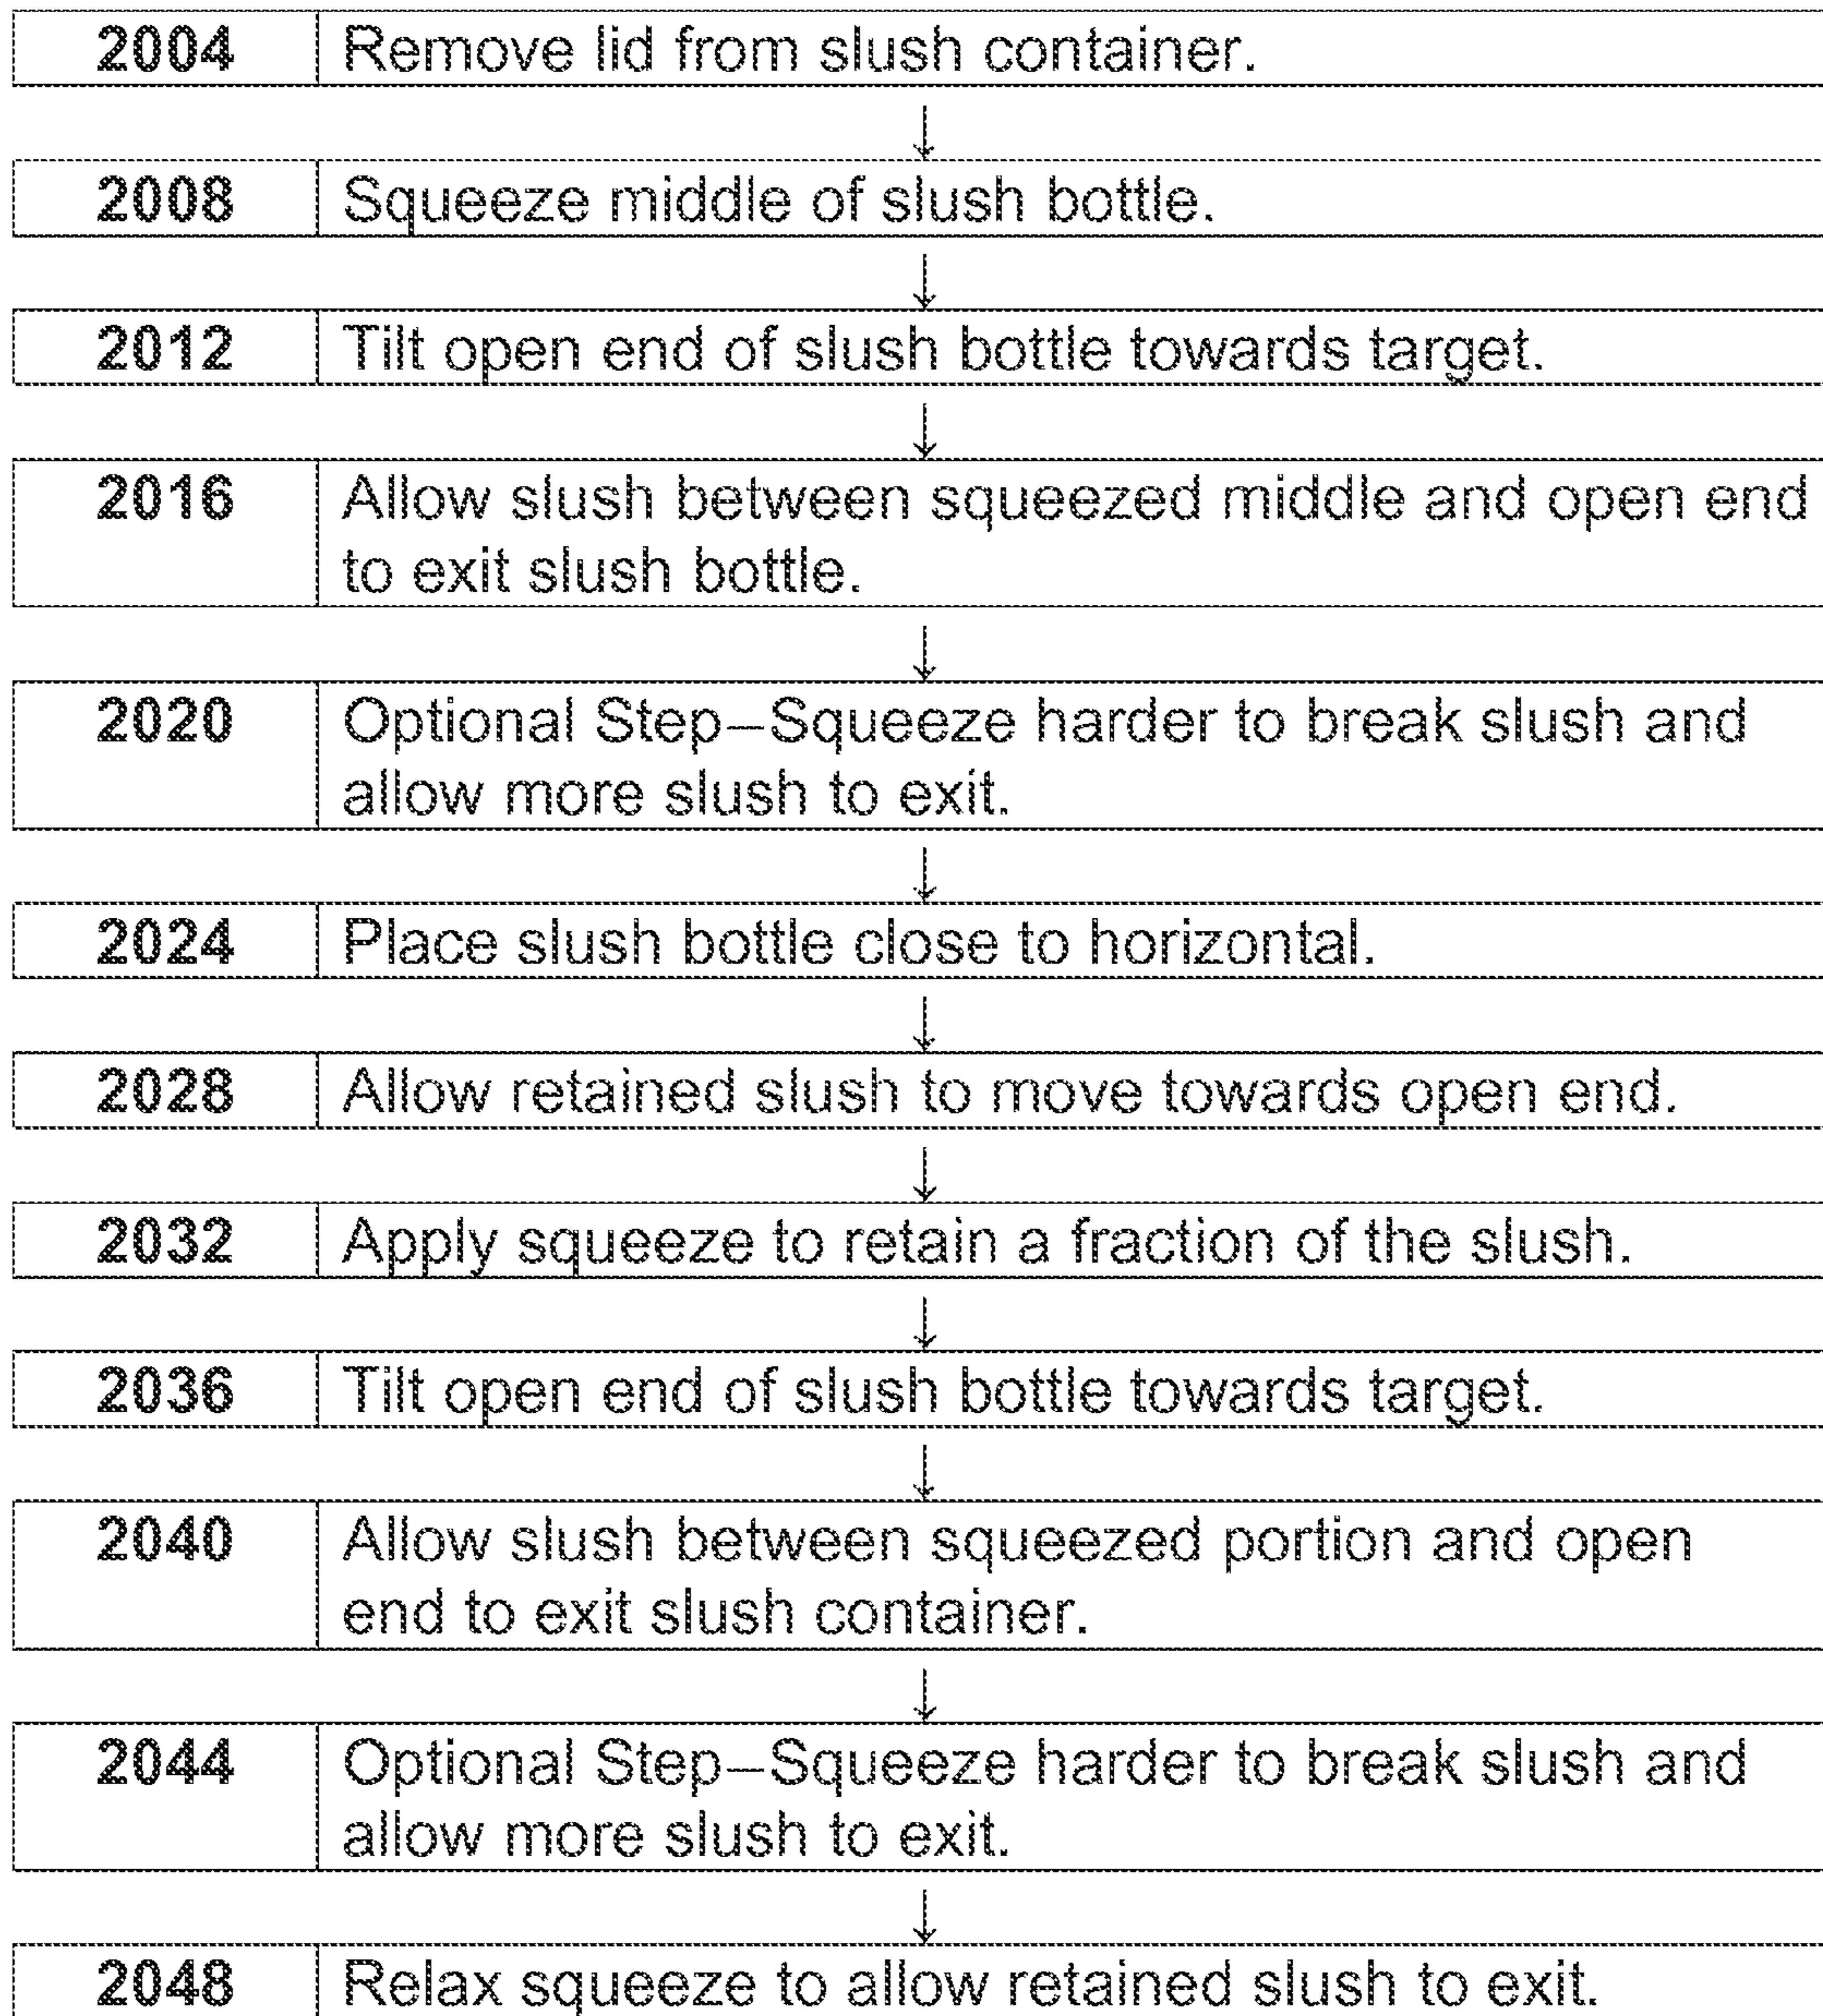 2004 Remove lid from slush container.
↓
2008 Squeeze middle of slush bottle.
↓
2012 Tilt open end of slush bottle towards target.
↓
2016 Allow slush between squeezed middle and open end
to exit slush bottle.
↓
2020 Optional Step–Squeeze harder to break slush and
allow more slush to exit.
↓
2024 Place slush bottle close to horizontal.
↓
2028 Allow retained slush to move towards open end.
↓
2032 Apply squeeze to retain a fraction of the slush.
↓
2036 Tilt open end of slush bottle towards target.
↓
2040 Allow slush between squeezed portion and open
end to exit slush container.
↓
2044 Optional Step–Squeeze harder to break slush and
allow more slush to exit.
↓
2048 Relax squeeze to allow retained slush to exit.